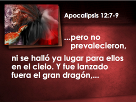 Apocalipsis 12:7-9
...pero no
prevalecieron,
ni se halló ya lugar para ellos
en el cielo. Y fue lanzado
fuera el gran dragón,...